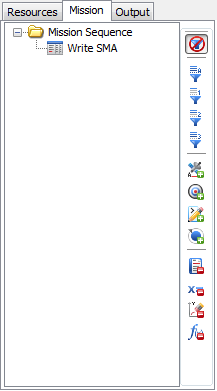 Resources Mission Output
Mission Sequence
Write SMA